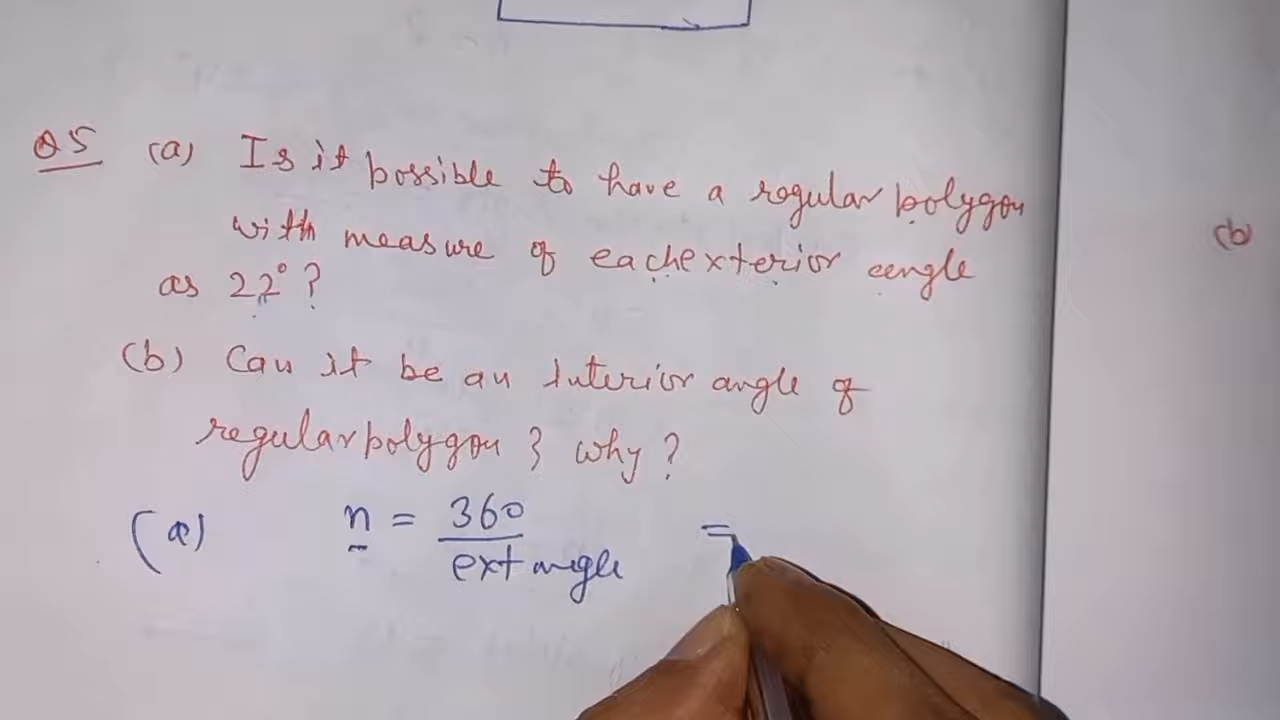 Q5 (a) Is it possible to have a regular polygon
with measure of each exterior angle
as 22° ?
(b) Can it be an interior angle of
regular polygon ? why ?
(a) n = 360 / ext angle =
(b)